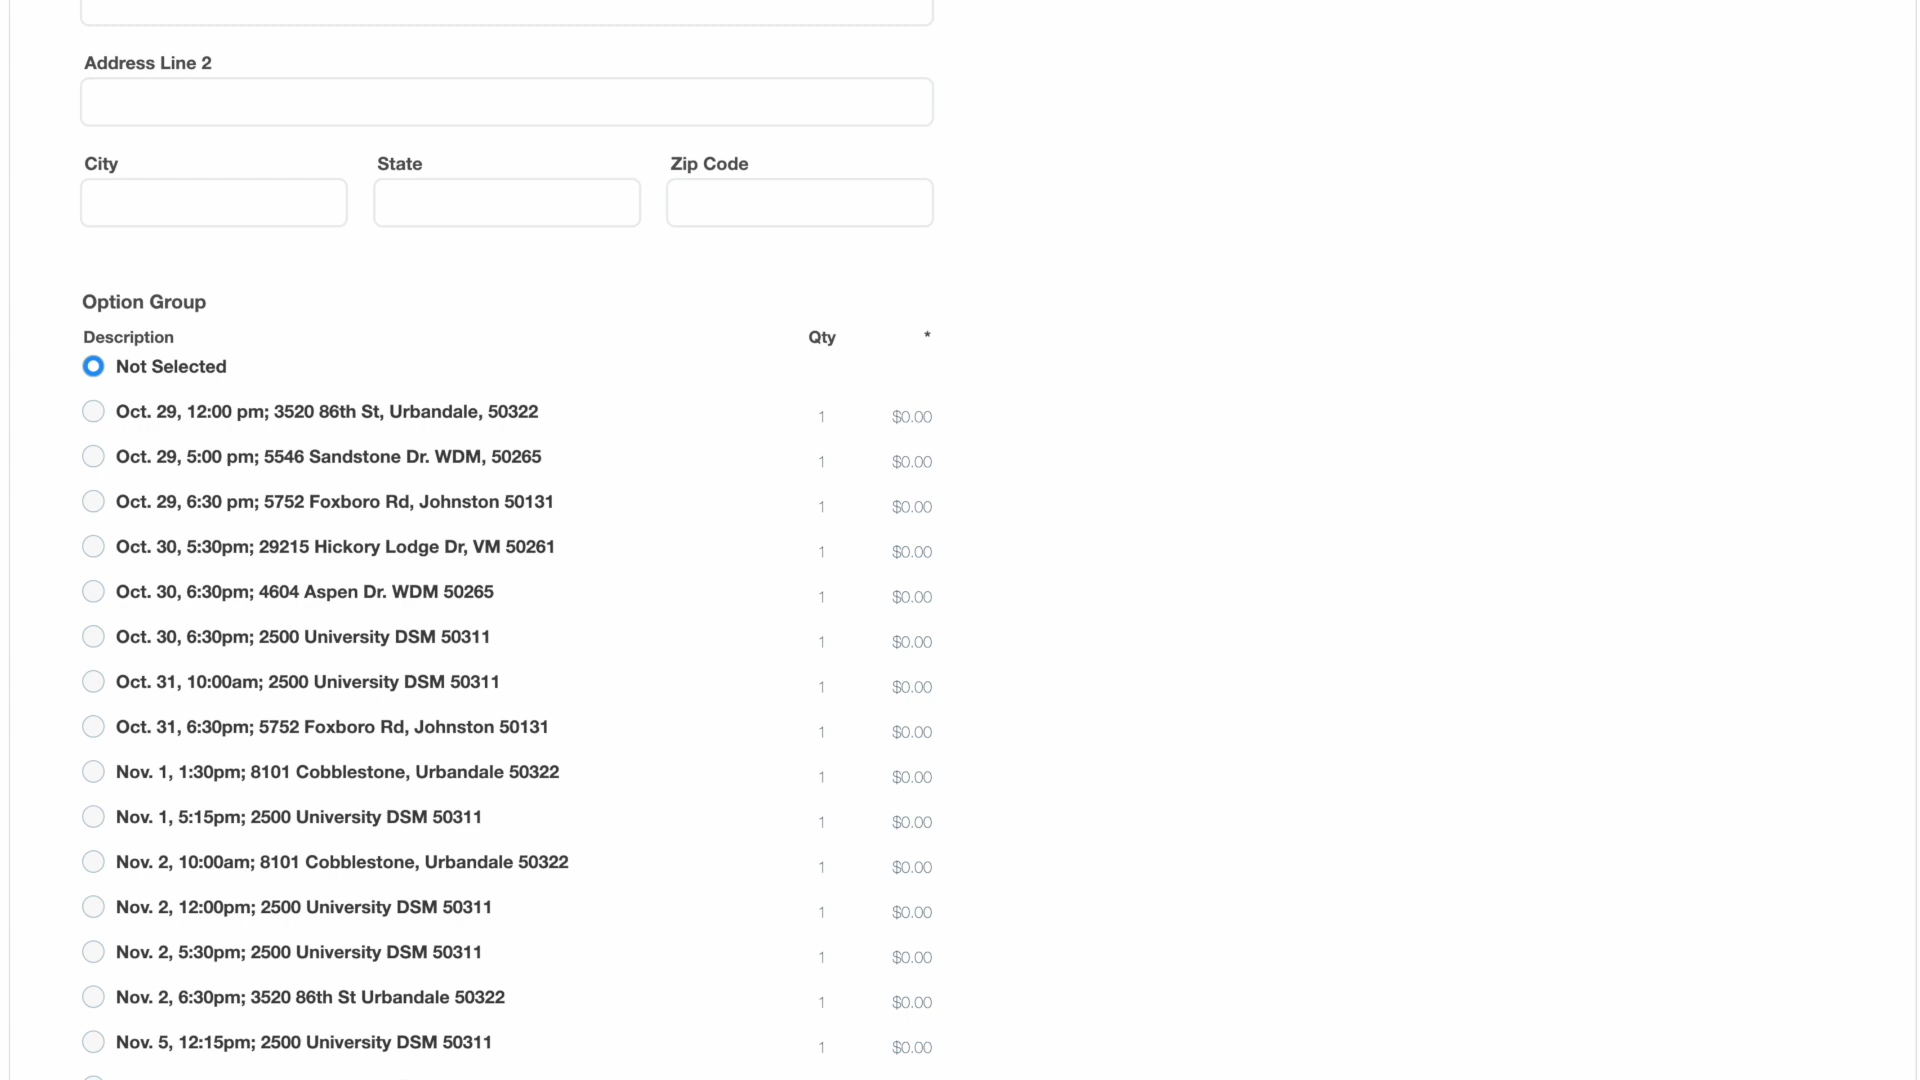 Address Line 2
City State Zip Code
Option Group
Description Qty *
Not Selected
Oct. 29, 12:00 pm; 3520 86th St, Urbandale, 50322 1 $0.00
Oct. 29, 5:00 pm; 5546 Sandstone Dr. WDM, 50265 1 $0.00
Oct. 29, 6:30 pm; 5752 Foxboro Rd, Johnston 50131 1 $0.00
Oct. 30, 5:30pm; 29215 Hickory Lodge Dr, VM 50261 1 $0.00
Oct. 30, 6:30pm; 4604 Aspen Dr. WDM 50265 1 $0.00
Oct. 30, 6:30pm; 2500 University DSM 50311 1 $0.00
Oct. 31, 10:00am; 2500 University DSM 50311 1 $0.00
Oct. 31, 6:30pm; 5752 Foxboro Rd, Johnston 50131 1 $0.00
Nov. 1, 1:30pm; 8101 Cobblestone, Urbandale 50322 1 $0.00
Nov. 1, 5:15pm; 2500 University DSM 50311 1 $0.00
Nov. 2, 10:00am; 8101 Cobblestone, Urbandale 50322 1 $0.00
Nov. 2, 12:00pm; 2500 University DSM 50311 1 $0.00
Nov. 2, 5:30pm; 2500 University DSM 50311 1 $0.00
Nov. 2, 6:30pm; 3520 86th St Urbandale 50322 1 $0.00
Nov. 5, 12:15pm; 2500 University DSM 50311 1 $0.00